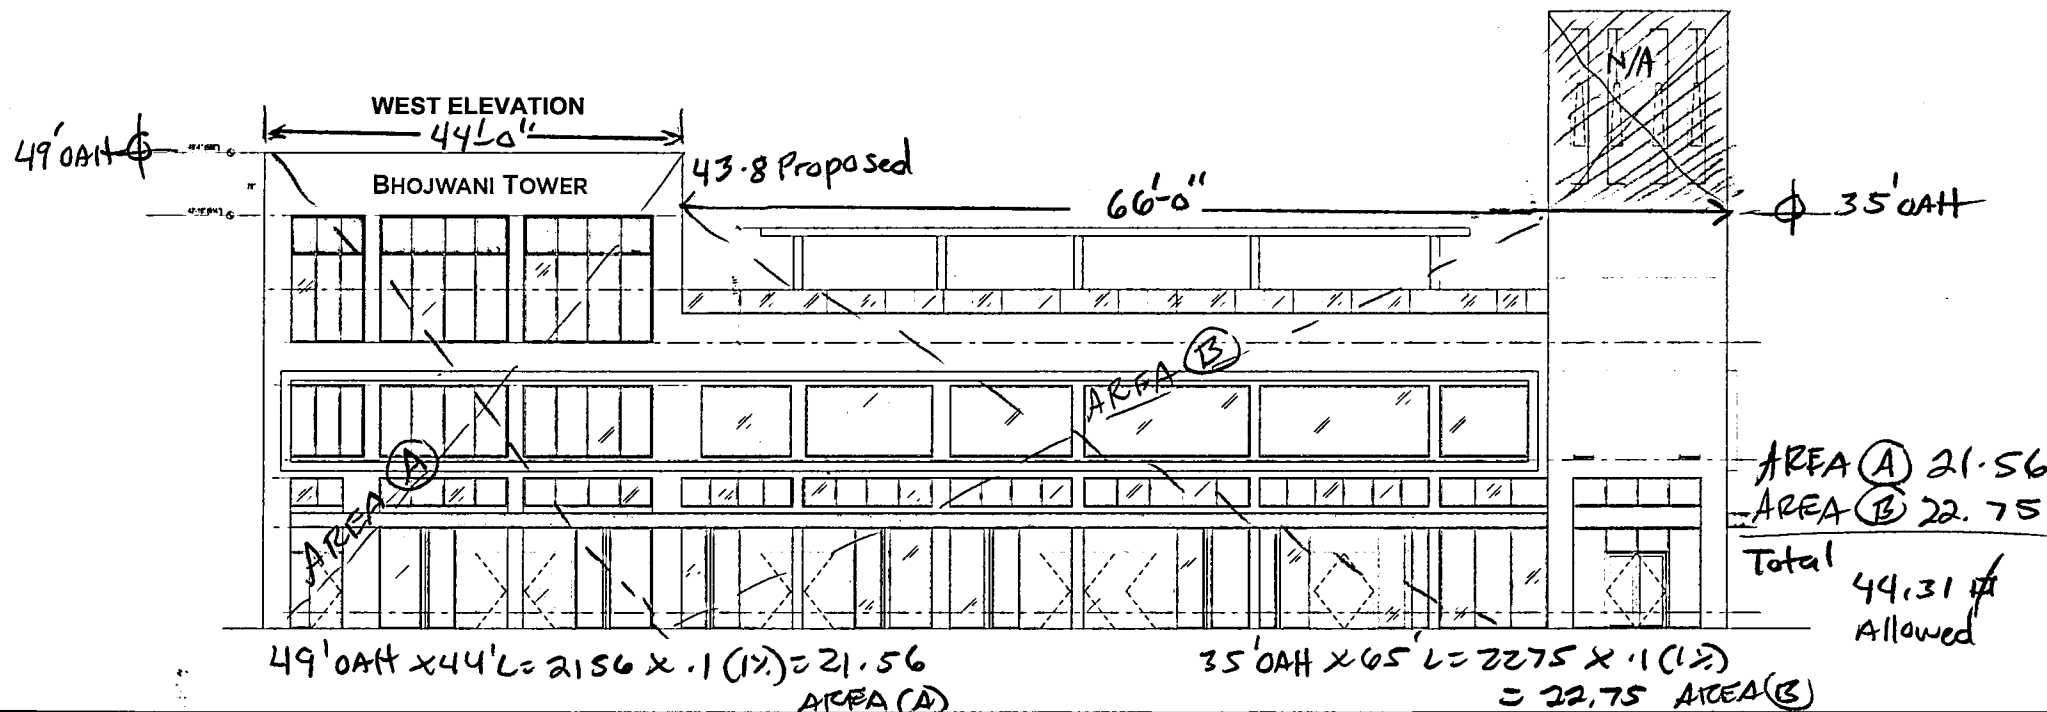 N/A
WEST ELEVATION
44'-0"
49' OAH
43.8 Proposed
BHOJWANI TOWER
66'-0"
35' OAH
AREA B
AREA A
AREA (A) 21.56
AREA (B) 22.75
Total
44.31
Allowed
49' OAH x 44' L = 2156 x .1 (1%) = 21.56
AREA (A)
35' OAH x 65' L = 2275 x .1 (1%)
= 22.75 AREA (B)